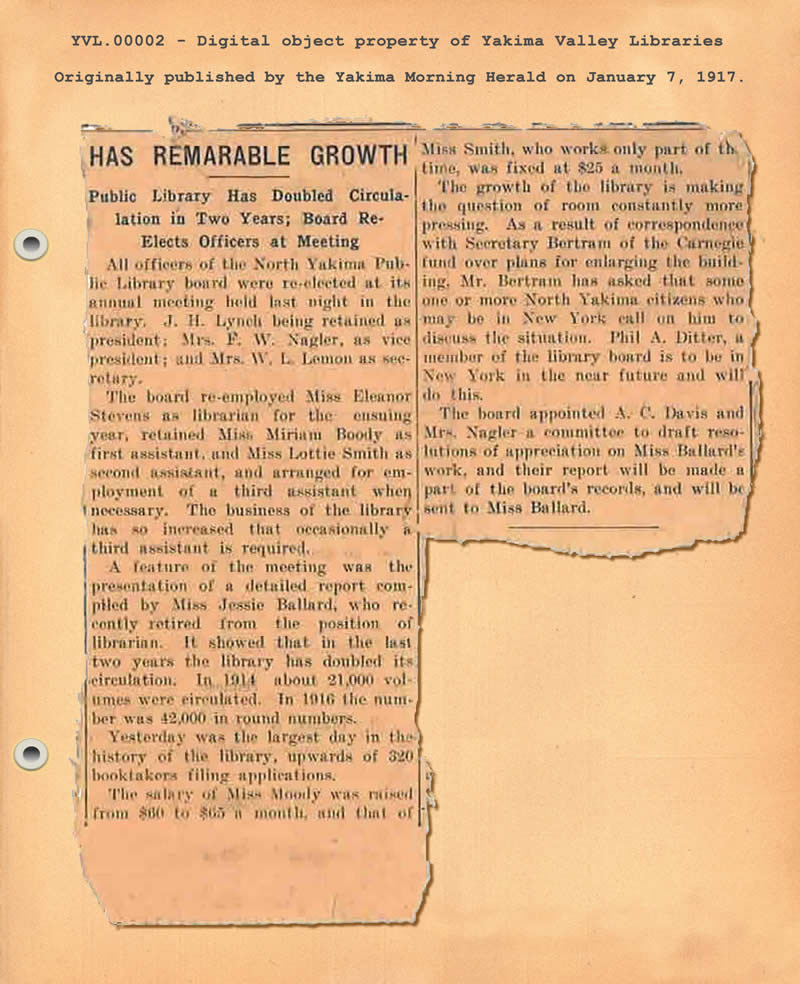 YVL.00002 - Digital object property of Yakima Valley Libraries
Originally published by the Yakima Morning Herald on January 7, 1917.
HAS REMARABLE GROWTH
Public Library Has Doubled Circula-
lation in Two Years; Board Re-
Elects Officers at Meeting
All officers of the North Yakima Pub-
lic Library board were re-elected at its
annual meeting held last night in the
library. J. H. Lynch being retained as
president; Mrs. F. W. Nagler, as vice
president; and Mrs. W. L. Lemon as sec-
retary.
The board re-employed Miss Eleanor
Stevens as librarian for the ensuing
year, retained Miss Miriam Boody as
first assistant, and Miss Lottie Smith as
second assistant, and arranged for em-
ployment of a third assistant when
necessary. The business of the library
has so increased that occasionally a
third assistant is required.
A feature of the meeting was the
presentation of a detailed report com-
piled by Miss Jessie Ballard, who re-
cently retired from the position of
librarian. It showed that in the last
two years the library has doubled its
circulation. In 1914 about 21,000 vol-
umes were circulated. In 1916 the num-
ber was 42,000 in round numbers.
Yesterday was the largest day in the
history of the library, upwards of 320
booktakers filing applications.
The salary of Miss Moody was raised
from $60 to $65 a month, and that of
Miss Smith, who works only part of th
time, was fixed at $25 a month.
The growth of the library is making
the question of room constantly more
pressing. As a result of correspondence
with Secretary Bertram of the Carnegie
fund over plans for enlarging the build-
ing, Mr. Bertram has asked that some
one or more North Yakima citizens who
may be in New York call on him to
discuss the situation. Phil A. Ditter, a
member of the library board is to be in
New York in the near future and will
do this.
The board appointed A. C. Davis and
Mrs. Nagler a committee to draft reso-
lutions of appreciation on Miss Ballard's
work, and their report will be made a
part of the board's records, and will be
sent to Miss Ballard.